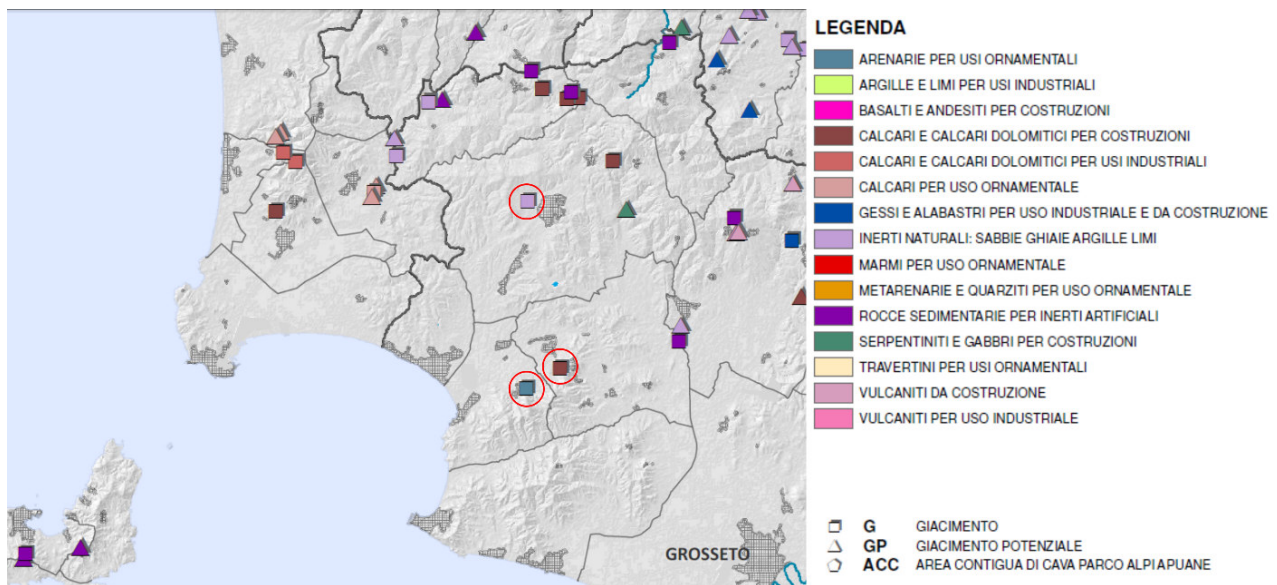 GROSSETO
LEGENDA
ARENARIE PER USI ORNAMENTALI
ARGILLE E LIMI PER USI INDUSTRIALI
BASALTI E ANDESITI PER COSTRUZIONI
CALCARI E CALCARI DOLOMITICI PER COSTRUZIONI
CALCARI E CALCARI DOLOMITICI PER USI INDUSTRIALI
CALCARI PER USO ORNAMENTALE
GESSI E ALABASTRI PER USO INDUSTRIALE E DA COSTRUZIONE
INERTI NATURALI: SABBIE GHIAIE ARGILLE LIMI
MARMI PER USO ORNAMENTALE
METARENARIE E QUARZITI PER USO ORNAMENTALE
ROCCE SEDIMENTARIE PER INERTI ARTIFICIALI
SERPENTINITI E GABBRI PER COSTRUZIONI
TRAVERTINI PER USI ORNAMENTALI
VULCANITI DA COSTRUZIONE
VULCANITI PER USO INDUSTRIALE
G GIACIMENTO
GP GIACIMENTO POTENZIALE
ACC AREA CONTIGUA DI CAVA PARCO ALPI APUANE